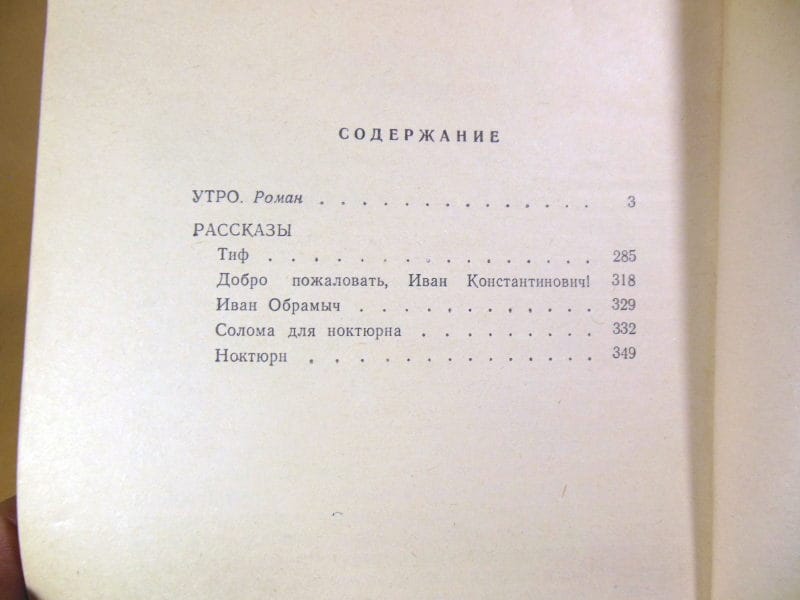 СОДЕРЖАНИЕ
УТРО. Роман . . . . . . . . . . . . . . 3
РАССКАЗЫ
Тиф . . . . . . . . . . . . . . . . 285
Добро пожаловать, Иван Константинович! 318
Иван Обрамыч . . . . . . . . . . . . 329
Солома для ноктюрна . . . . . . . . . 332
Ноктюрн . . . . . . . . . . . . . . 349